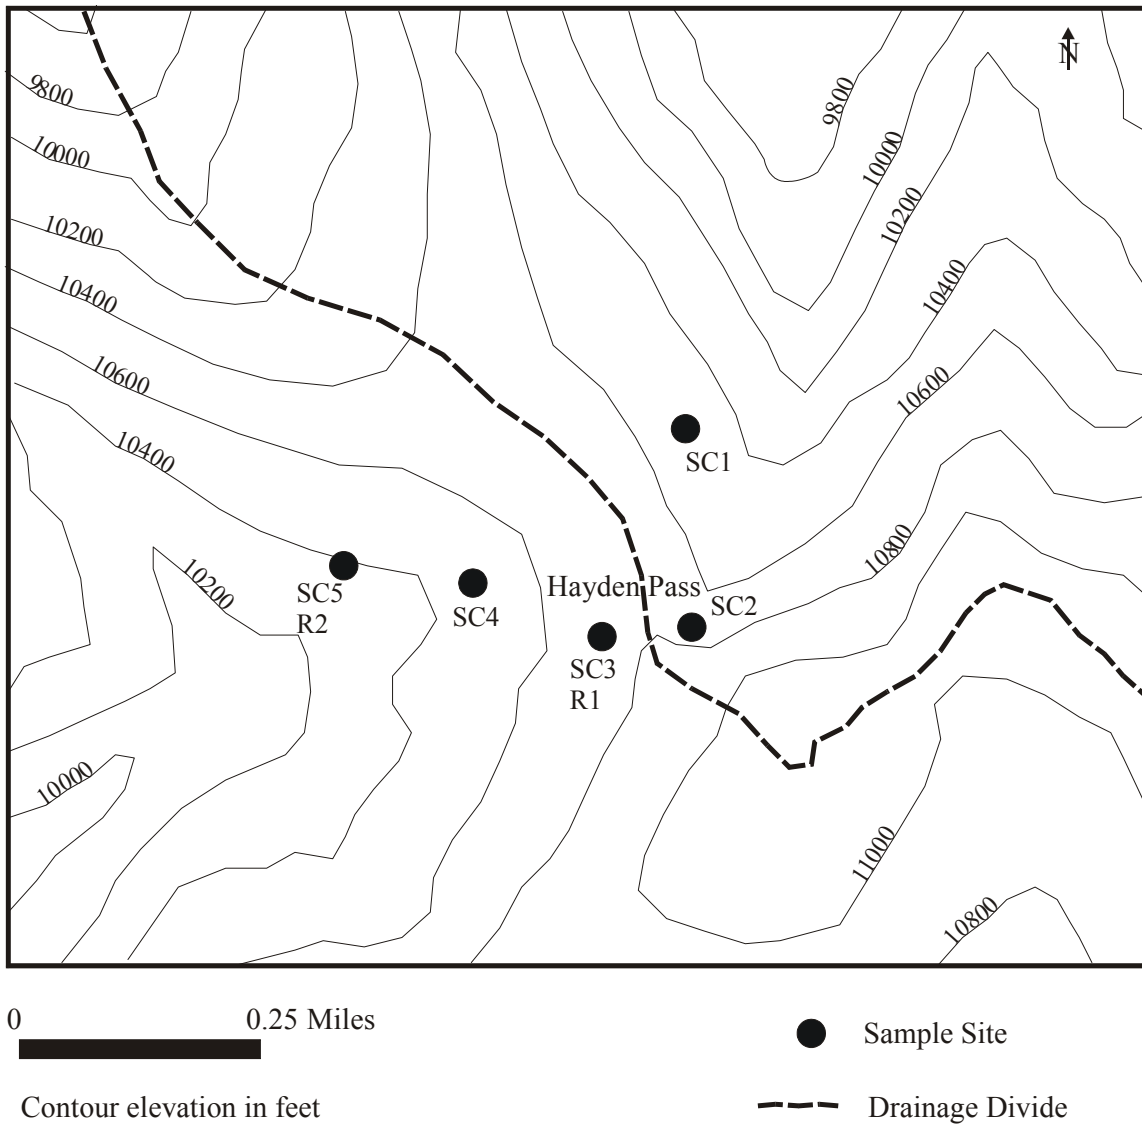 N
9800
9800
10000
10000
10200
10200
10400
10400
10600
10600
10400
10800
10200
SC1
Hayden Pass
SC5
R2
SC4
SC2
SC3
R1
10000
11000
10800
0 0.25 Miles
Sample Site
Contour elevation in feet
Drainage Divide